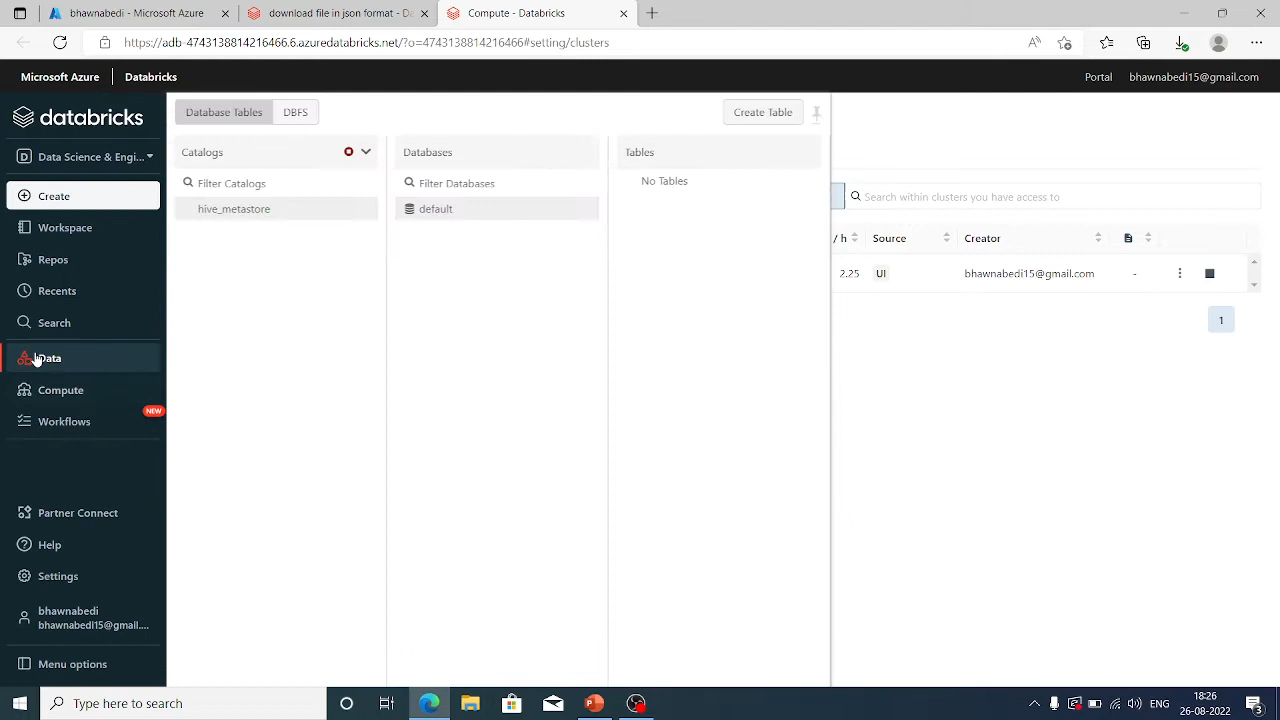 adb-workspace - Microsoft Azure
download file in json format - Da
Compute - Databricks
https://adb-4743138814216466.6.azuredatabricks.net/?o=4743138814216466#setting/clusters
Microsoft Azure
Databricks
Portal
bhawnabedi15@gmail.com
databricks
Data Science & Engi...
Create
Workspace
Repos
Recents
Search
Data
Compute
Workflows
NEW
Partner Connect
Help
Settings
bhawnabedi
bhawnabedi15@gmail....
Menu options
Database Tables
DBFS
Create Table
Catalogs
Databases
Tables
Filter Catalogs
Filter Databases
No Tables
hive_metastore
default
Search within clusters you have access to
/ h
Source
Creator
2.25
UI
bhawnabedi15@gmail.com
-
1
Type here to search
ENG
18:26
26-08-2022
2